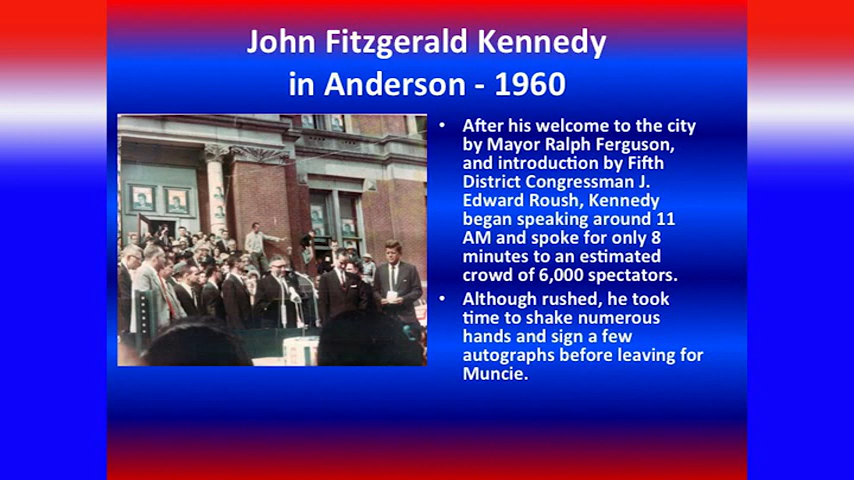 John Fitzgerald Kennedy
in Anderson - 1960
• After his welcome to the city
by Mayor Ralph Ferguson,
and introduction by Fifth
District Congressman J.
Edward Roush, Kennedy
began speaking around 11
AM and spoke for only 8
minutes to an estimated
crowd of 6,000 spectators.
• Although rushed, he took
time to shake numerous
hands and sign a few
autographs before leaving for
Muncie.